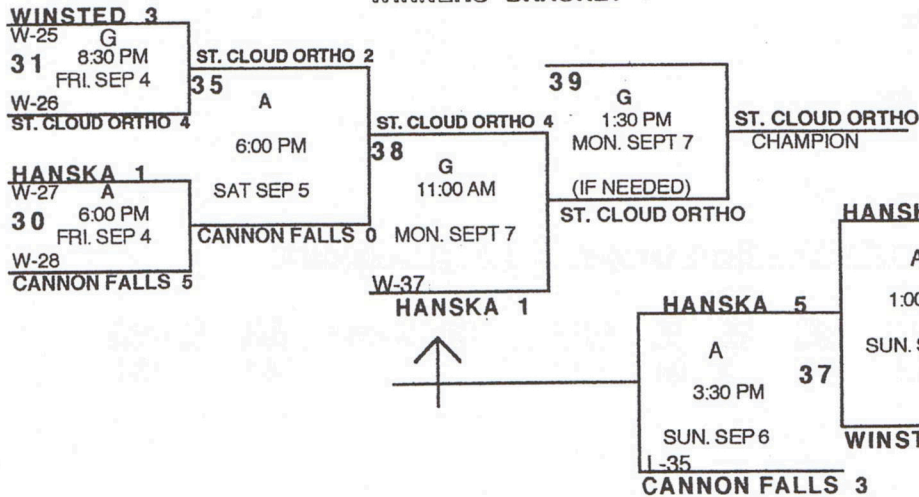 WINSTED 3
W-25
G
31
8:30 PM
FRI. SEP 4
W-26
ST. CLOUD ORTHO 4
HANSKA 1
W-27
A
30
6:00 PM
FRI. SEP 4
W-28
CANNON FALLS 5
ST. CLOUD ORTHO 2
35
A
6:00 PM
SAT SEP 5
CANNON FALLS 0
ST. CLOUD ORTHO 4
38
G
11:00 AM
MON. SEPT 7
W-37
HANSKA 1
39
G
1:30 PM
MON. SEPT 7
(IF NEEDED)
ST. CLOUD ORTHO
ST. CLOUD ORTHO
CHAMPION
HANSKA 5
A
3:30 PM
37
SUN. SEP 6
L-35
CANNON FALLS 3
A
1:00
SUN. S